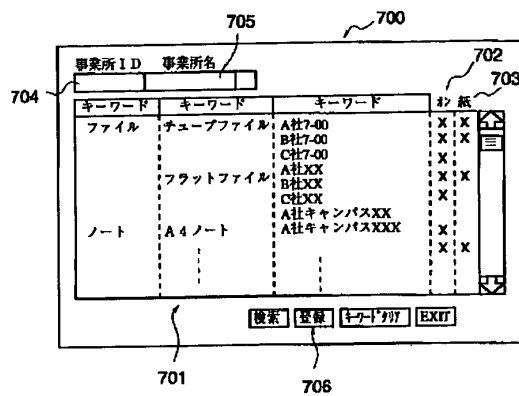 700
705
事業所ID 事業所名
702
703
704
キーワード キーワード キーワード オン 紙
ファイル チューブファイル A社7-00 X X
B社7-00 X X
C社7-00 X
フラットファイル A社XX X X
B社XX X
C社XX
A社キャンパスXX X
ノート A4ノート A社キャンパスXXX X X
検索 登録 キーワードクリア EXIT
701
706